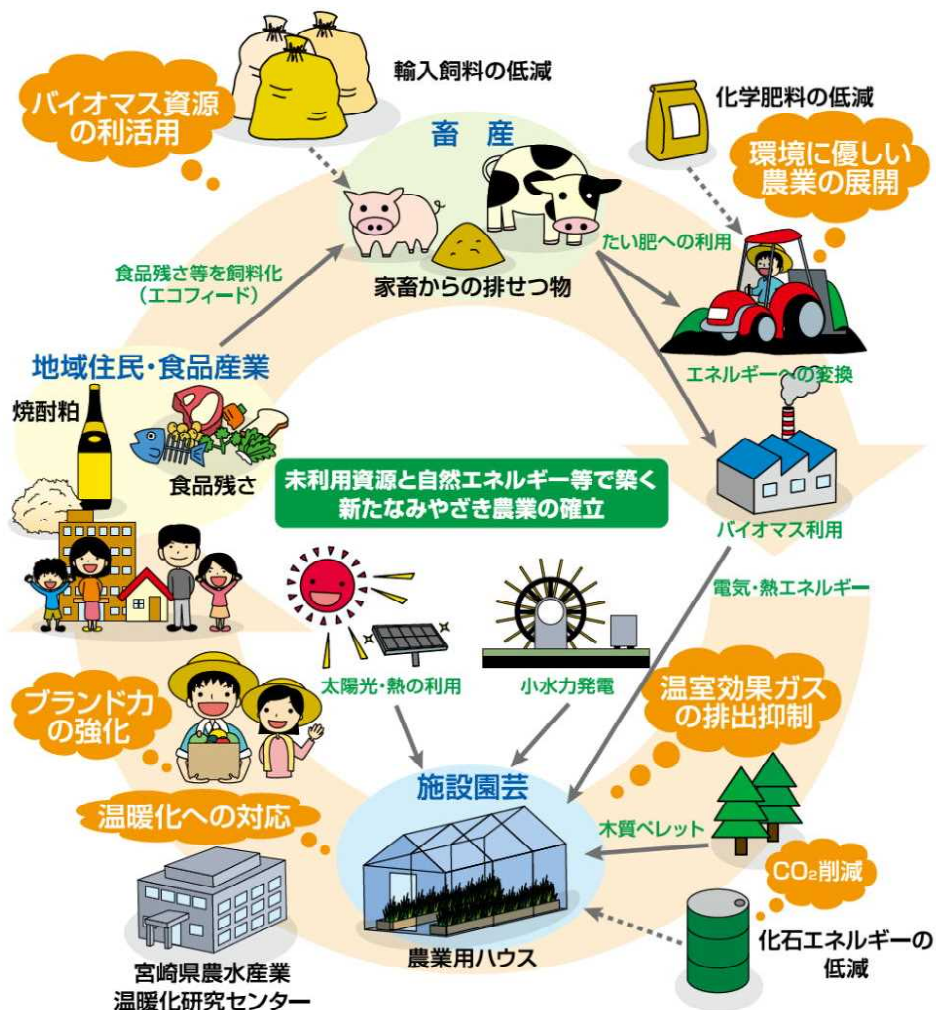 輸入飼料の低減
化学肥料の低減
バイオマス資源
の利活用
畜 産
環境に優しい
農業の展開
たい肥への利用
食品残さ等を飼料化
(エコフィード)
家畜からの排せつ物
地域住民・食品産業
エネルギーへの変換
焼酎粕
食品残さ
未利用資源と自然エネルギー等で築く
新たなみやざき農業の確立
バイオマス利用
電気・熱エネルギー
太陽光・熱の利用
小水力発電
温室効果ガス
の排出抑制
ブランド力
の強化
施設園芸
温暖化への対応
木質ペレット
CO₂削減
農業用ハウス
化石エネルギーの
低減
宮崎県農水産業
温暖化研究センター